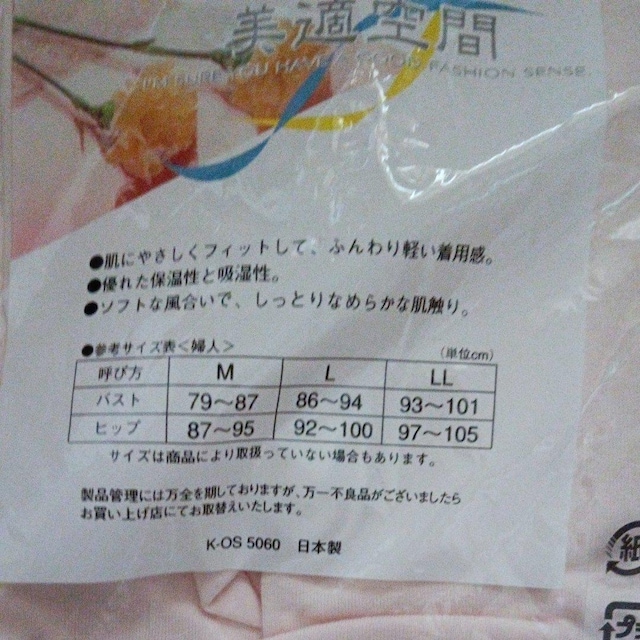 美適空間
YOU HAVE A GOOD FASHION SENSE.
●肌にやさしくフィットして、ふんわり軽い着用感。
●優れた保温性と吸湿性。
●ソフトな風合いで、しっとりなめらかな肌触り。
●参考サイズ表<婦人> (単位cm)
呼び方 M L LL
バスト 79〜87 86〜94 93〜101
ヒップ 87〜95 92〜100 97〜105
サイズは商品により取扱っていない場合もあります。
製品管理には万全を期しておりますが、万一不良品がございましたら
お買い上げ店にてお取替えいたします。
K-OS 5060 日本製
紙
プラ